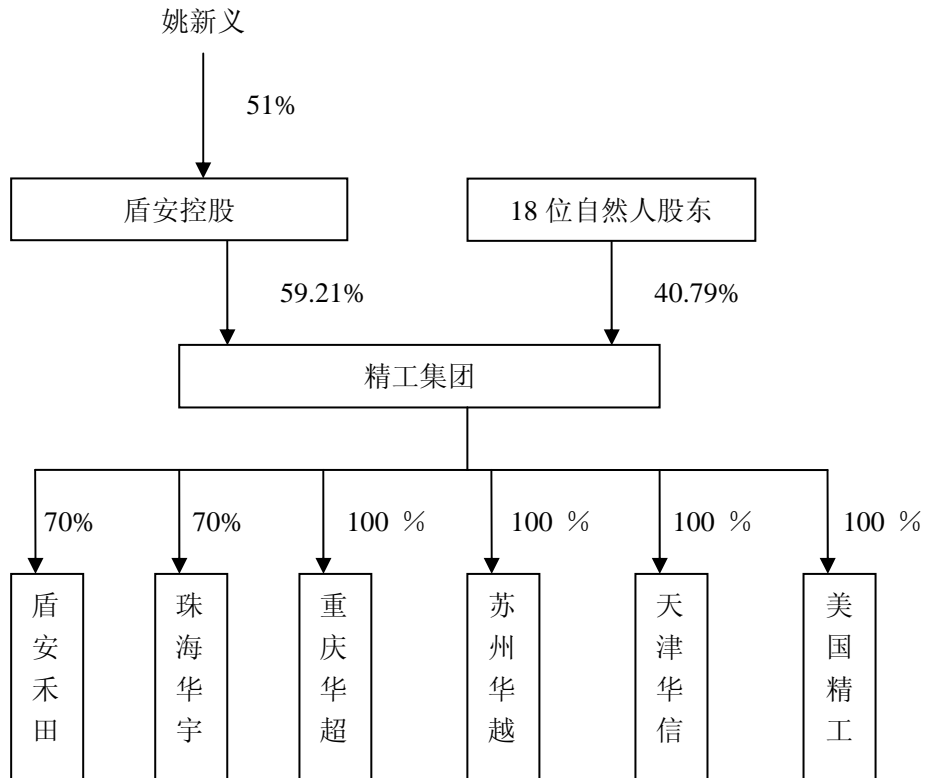 姚新义
51%
盾安控股
18 位自然人股东
59.21%
40.79%
精工集团
70%
70%
100 %
100 %
100 %
100 %
盾安禾田
珠海华宇
重庆华超
苏州华越
天津华信
美国精工